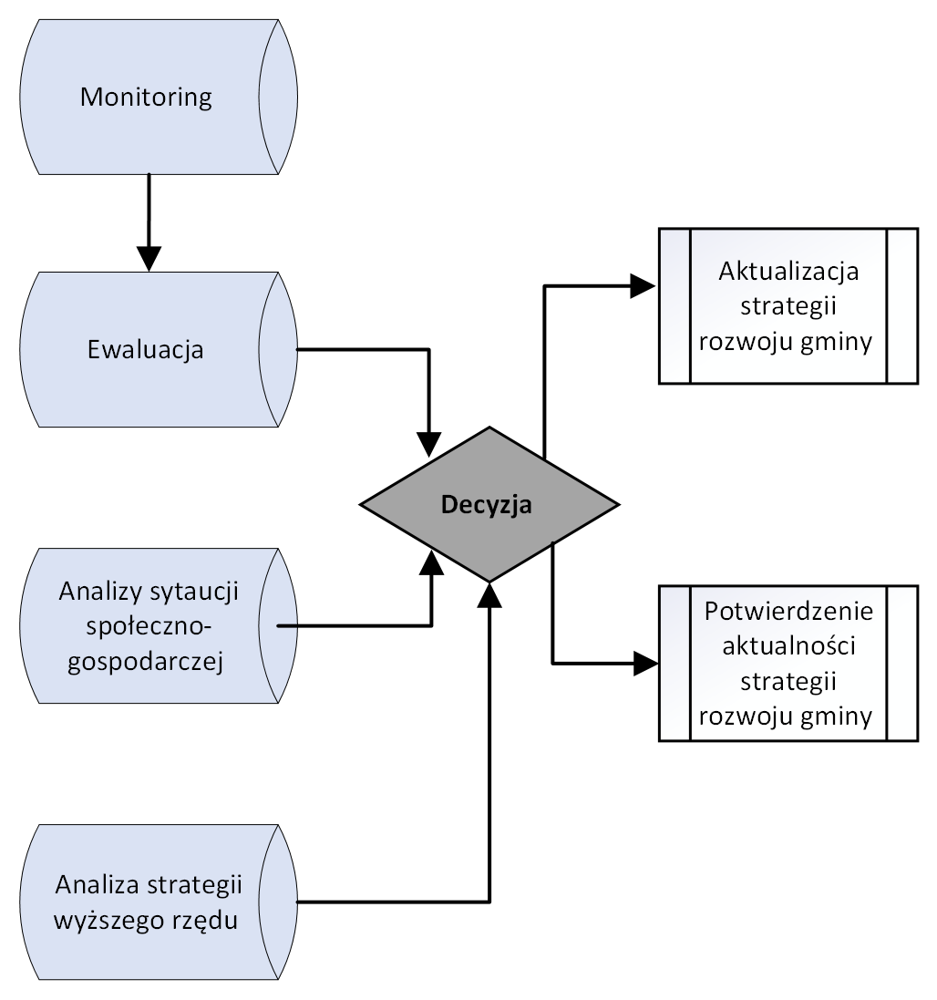 Monitoring
Ewaluacja
Aktualizacja
strategii
rozwoju gminy
Decyzja
Analizy sytaucji
społeczno-
gospodarczej
Potwierdzenie
aktualności
strategii
rozwoju gminy
Analiza strategii
wyższego rzędu